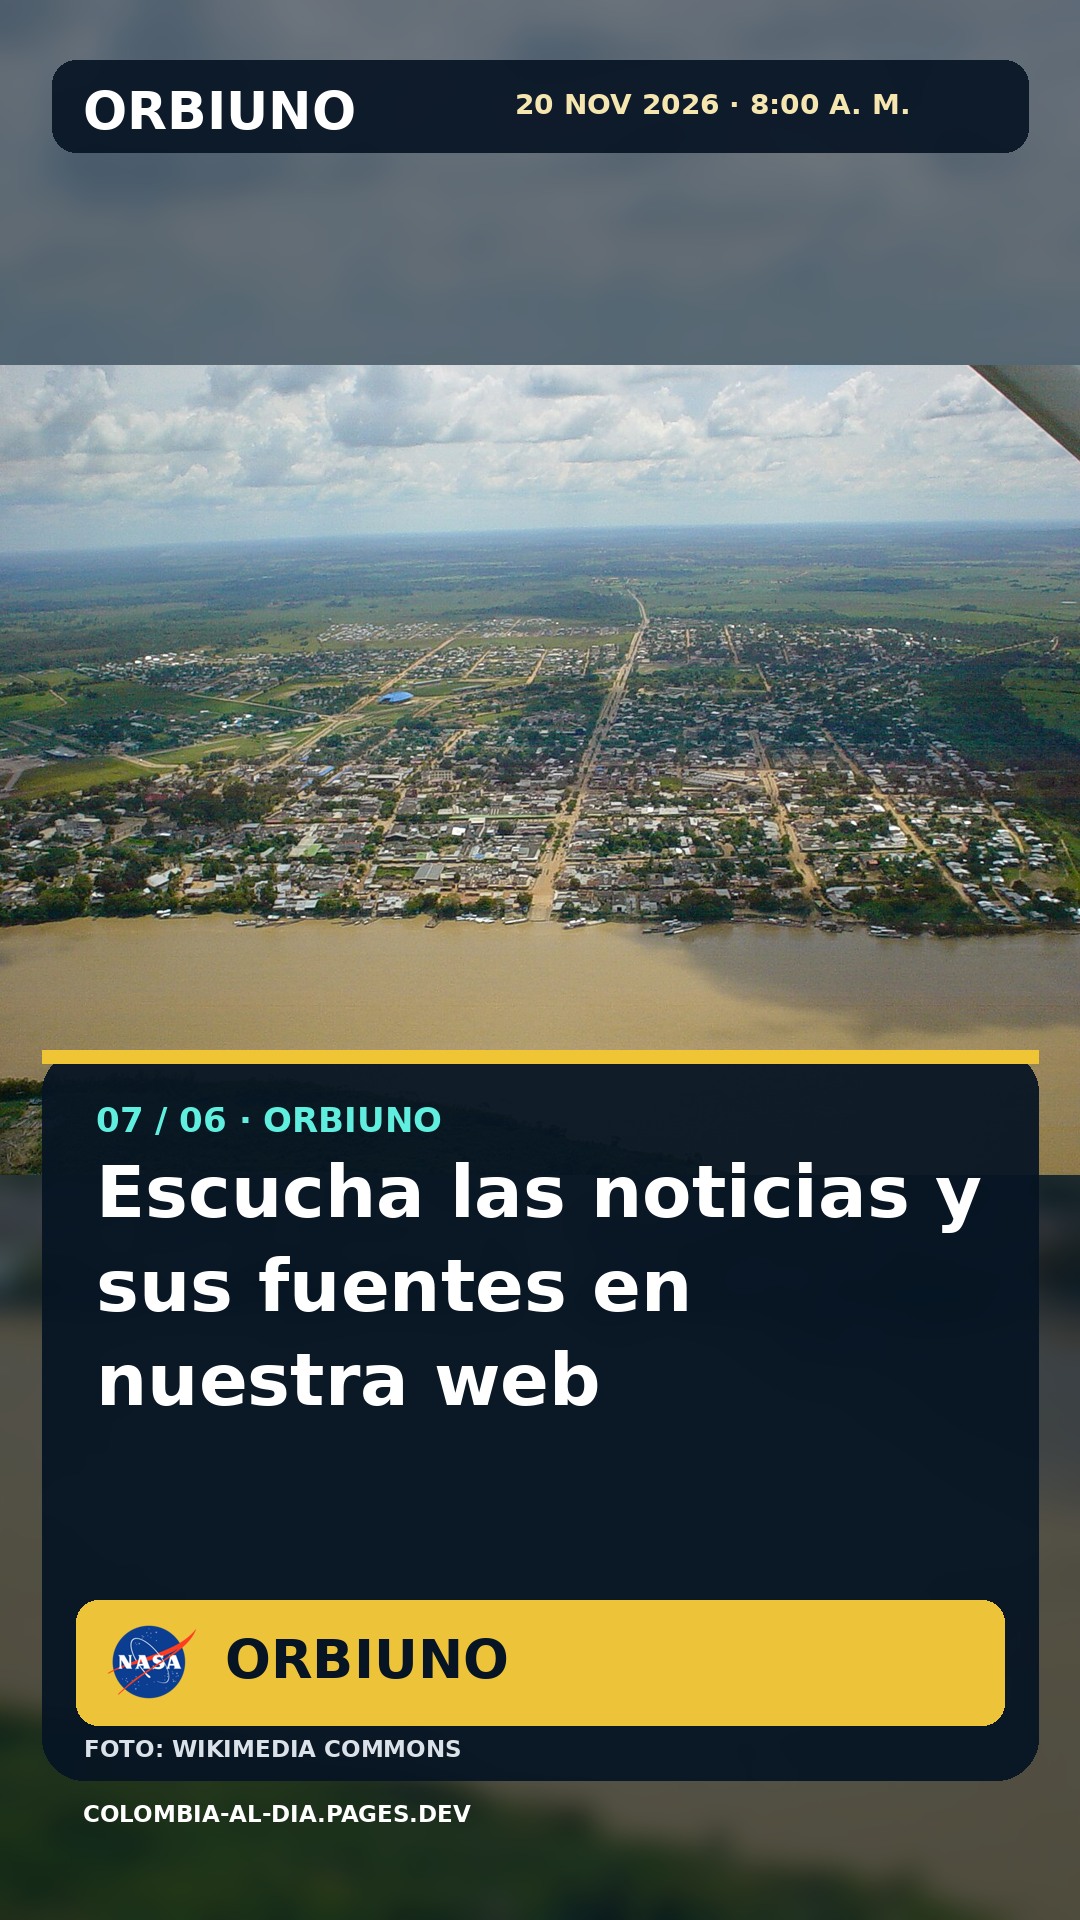 ORBIUNO
20 NOV 2026 · 8:00 A. M.
07 / 06 · ORBIUNO
Escucha las noticias y
sus fuentes en
nuestra web
NASA
ORBIUNO
FOTO: WIKIMEDIA COMMONS
COLOMBIA-AL-DIA.PAGES.DEV